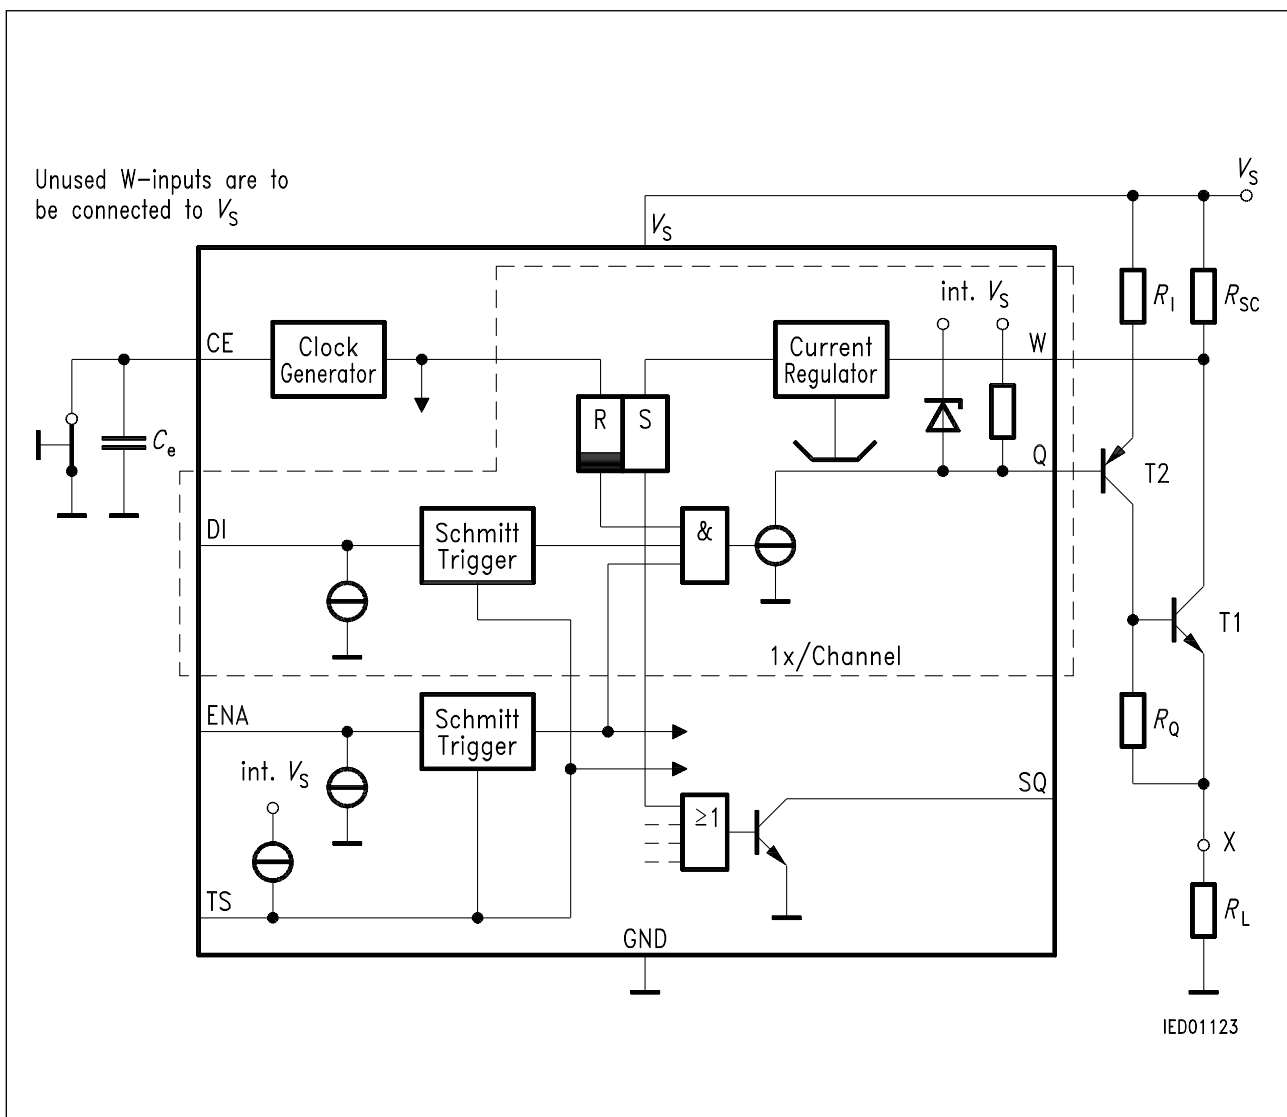 Unused W-inputs are to
be connected to VS
VS
VS
int. VS
RI
RSC
CE
Clock
Generator
Current
Regulator
W
R
S
Ce
Q
T2
DI
Schmitt
Trigger
&
T1
1x/Channel
ENA
Schmitt
Trigger
RQ
int. VS
SQ
≥1
X
TS
RL
GND
IED01123